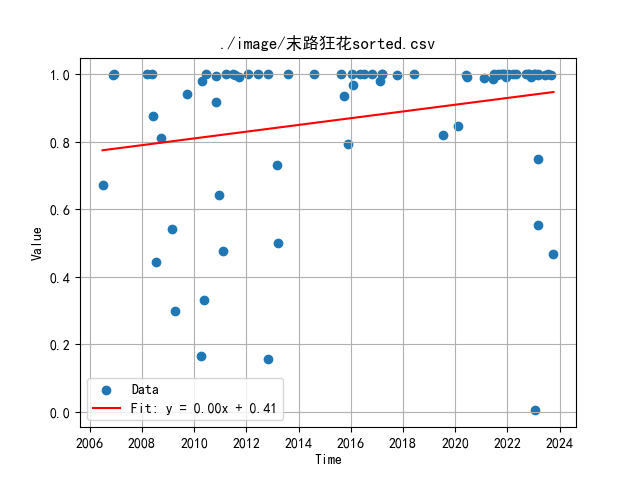 ./image/末路狂花sorted.csv
1.0
0.8
0.6
0.4
0.2
0.0
Value
Data
Fit: y = 0.00x + 0.41
2006 2008 2010 2012 2014 2016 2018 2020 2022 2024
Time